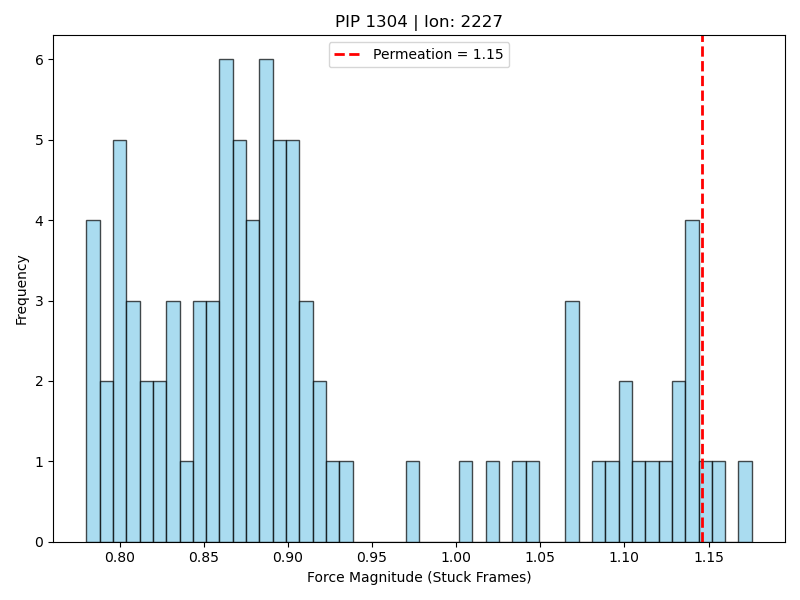 PIP 1304 | Ion: 2227
Permeation = 1.15
Frequency
6
5
4
3
2
1
0
0.80 0.85 0.90 0.95 1.00 1.05 1.10 1.15
Force Magnitude (Stuck Frames)